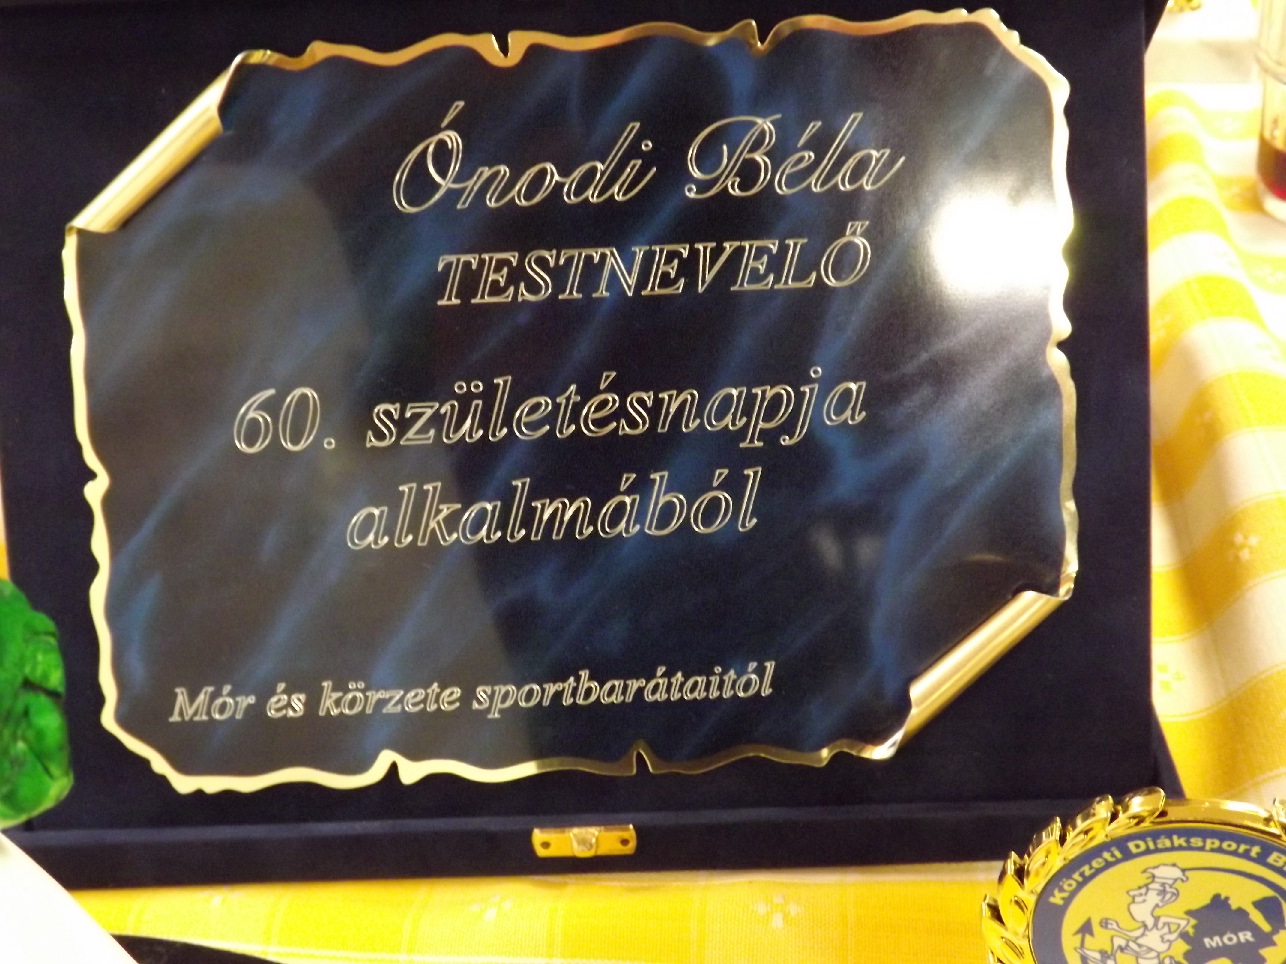 Ónodi Béla
TESTNEVELŐ
60. születésnapja
alkalmából
Mór és körzete sportbarátaitól
Körzeti Diáksport
MÓR